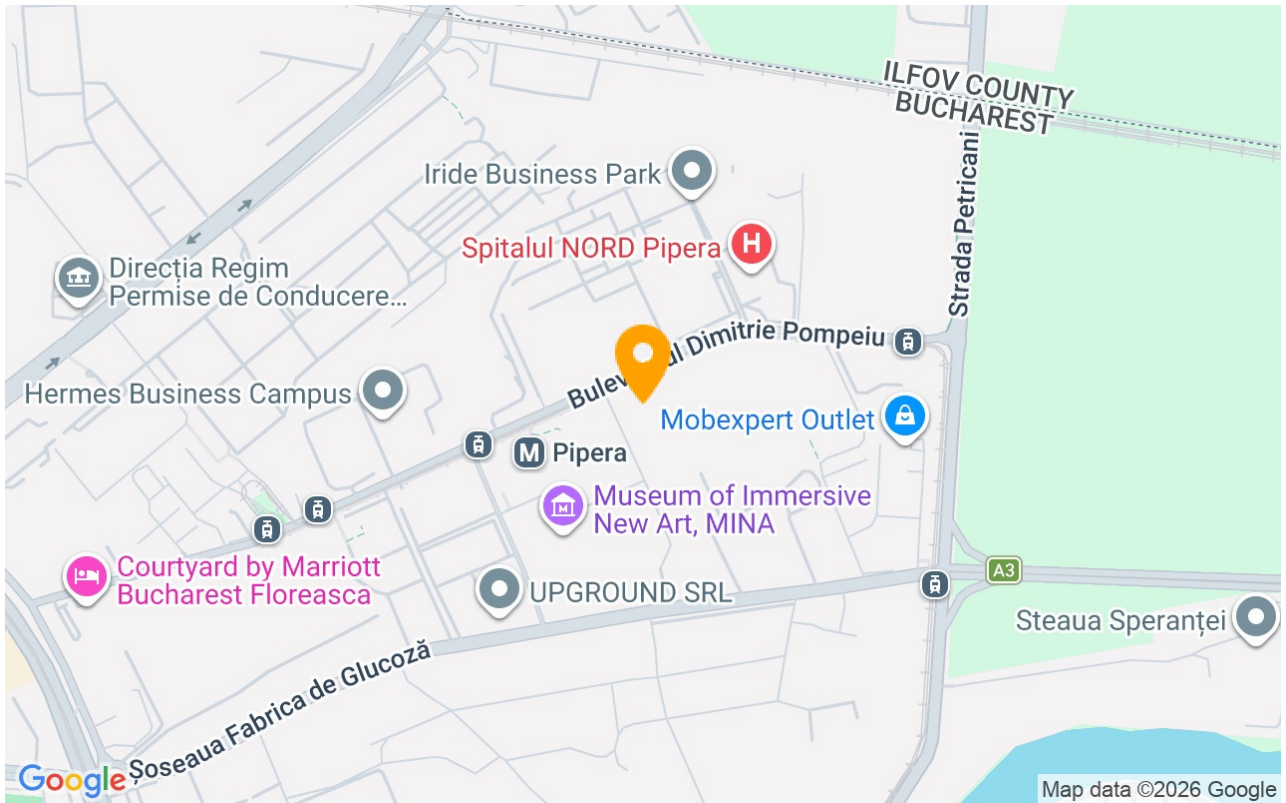 ILFOV COUNTY
BUCHAREST
Iride Business Park
Strada Petricani
Spitalul NORD Pipera
H
Direcția Regim
Permise de Conducere...
Bulev ul Dimitrie Pompeiu
Hermes Business Campus
Mobexpert Outlet
M Pipera
Museum of Immersive
New Art, MINA
Courtyard by Marriott
Bucharest Floreasca
UPGROUND SRL
A3
Steaua Speranței
Șoseaua Fabrica de Glucoză
Google
Map data ©2026 Google